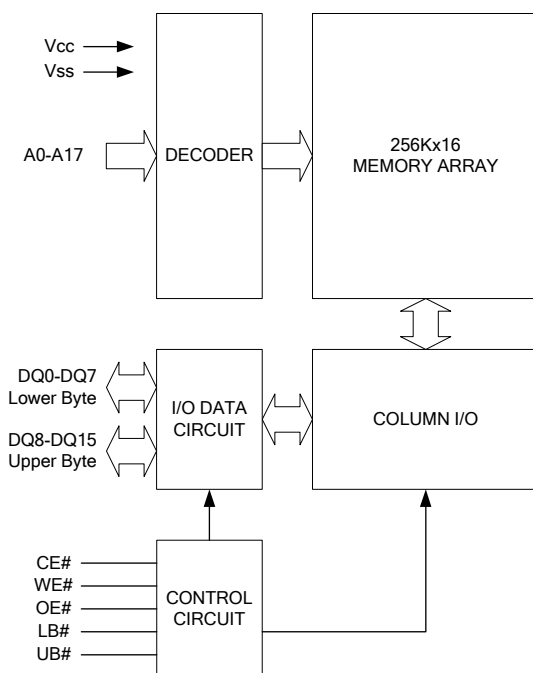 Vcc
Vss
A0-A17
DECODER
256Kx16
MEMORY ARRAY
DQ0-DQ7
Lower Byte
DQ8-DQ15
Upper Byte
I/O DATA
CIRCUIT
COLUMN I/O
CE#
WE#
OE#
LB#
UB#
CONTROL
CIRCUIT